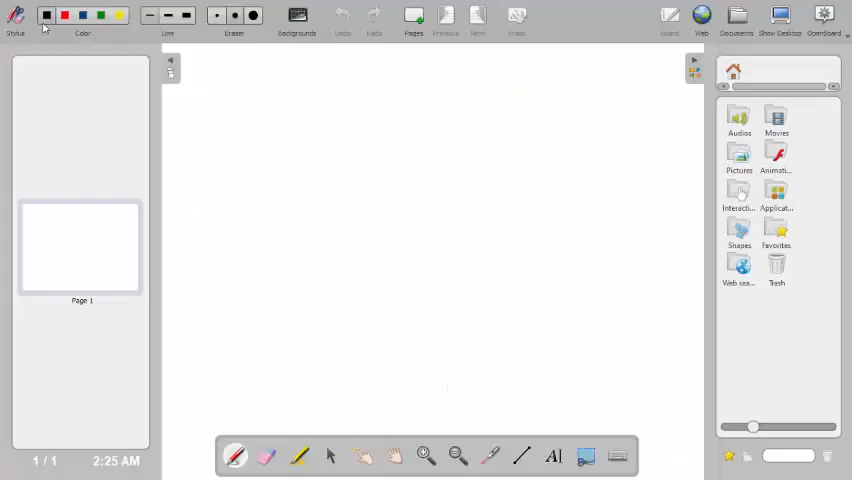 Stylus Color Line Eraser Backgrounds Undo Redo Pages Previous Next Erase Board Web Documents Show Desktop OpenBoard
Audios Movies
Pictures Animati...
Interacti... Applicat...
Shapes Favorites
Web sea... Trash
Page 1
1 / 1 2:25 AM
AI